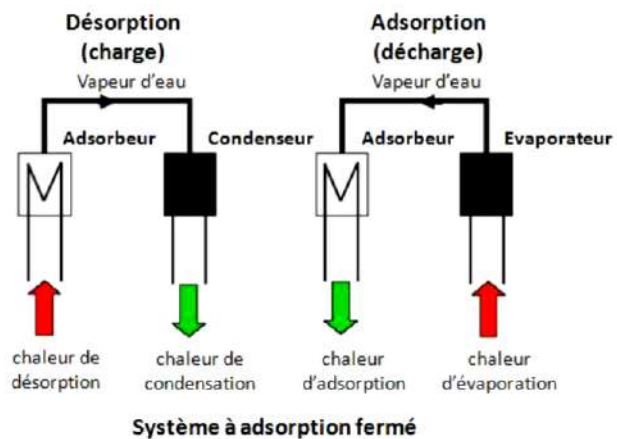 Désorption
(charge)
Vapeur d'eau
Adsorbeur
Condenseur
chaleur de
désorption
chaleur de
condensation
Adsorption
(décharge)
Vapeur d'eau
Adsorbeur
Evaporateur
chaleur
d'adsorption
chaleur
d'évaporation
Système à adsorption fermé